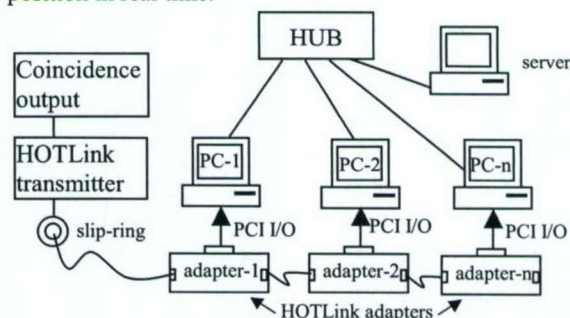 position in real time.
HUB
server
Coincidence
output
HOTLink
transmitter
slip-ring
PC-1
PC-2
PC-n
PCI I/O
PCI I/O
PCI I/O
adapter-1
adapter-2
adapter-n
HOTLink adapters